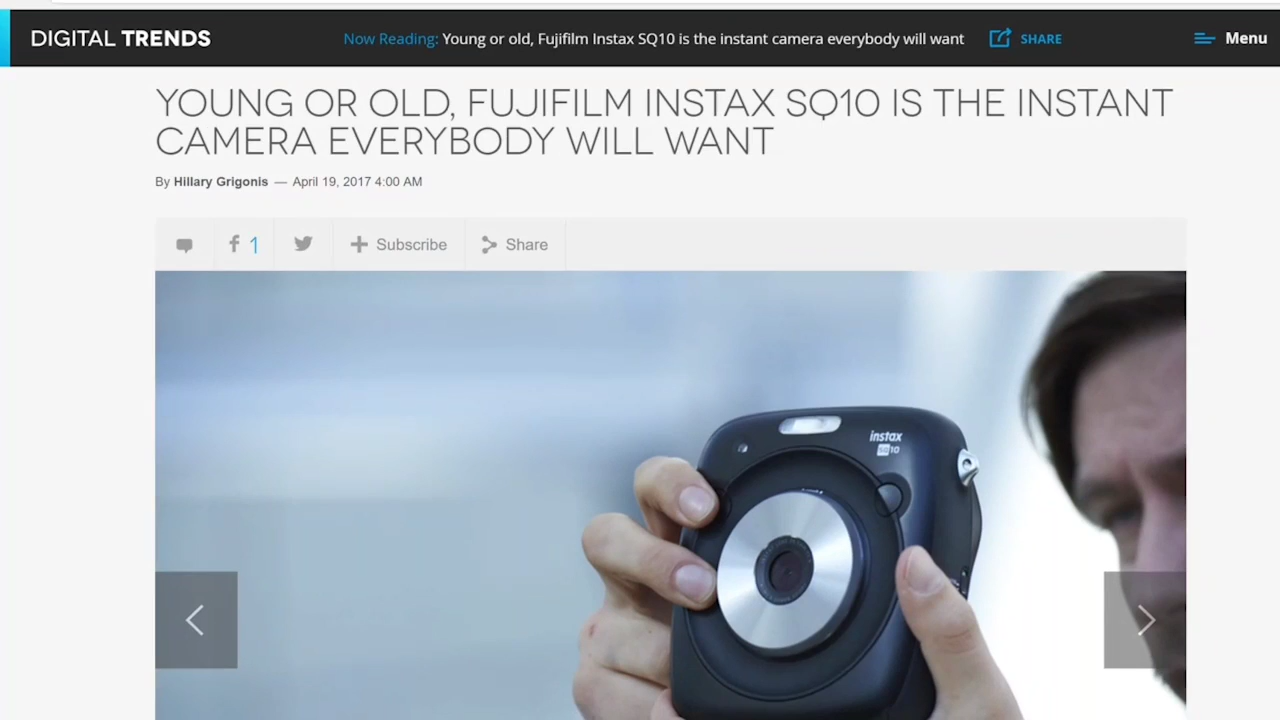 DIGITAL TRENDS
Now Reading: Young or old, Fujifilm Instax SQ10 is the instant camera everybody will want
SHARE
Menu
YOUNG OR OLD, FUJIFILM INSTAX SQ10 IS THE INSTANT
CAMERA EVERYBODY WILL WANT
By Hillary Grigonis — April 19, 2017 4:00 AM
1
Subscribe
Share
instax
SQ10